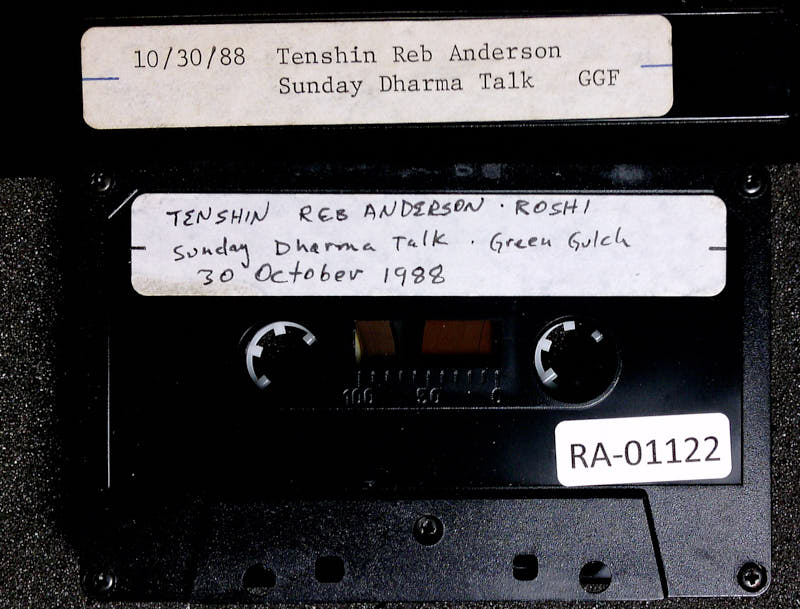 10/30/88 Tenshin Reb Anderson
Sunday Dharma Talk GGF
TENSHIN REB ANDERSON · ROSHI
Sunday Dharma Talk · Green Gulch
30 October 1988
100 50 0
RA-01122